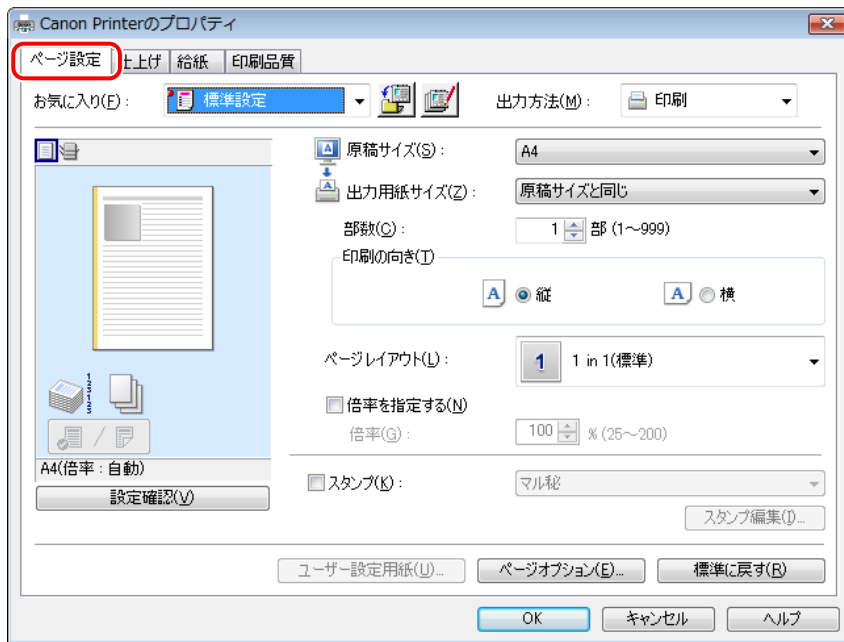 Canon Printerのプロパティ
ページ設定 仕上げ 給紙 印刷品質
お気に入り(F): 標準設定 出力方法(M): 印刷
原稿サイズ(S): A4
出力用紙サイズ(Z): 原稿サイズと同じ
部数(C): 1 部 (1~999)
印刷の向き(T)
A 縦 A 横
ページレイアウト(L): 1 1 in 1(標準)
倍率を指定する(N)
倍率(G): 100 % (25~200)
A4(倍率:自動)
設定確認(V)
スタンプ(K): マル秘
スタンプ編集(I)...
ユーザー設定用紙(U)... ページオプション(E)... 標準に戻す(R)
OK キャンセル ヘルプ